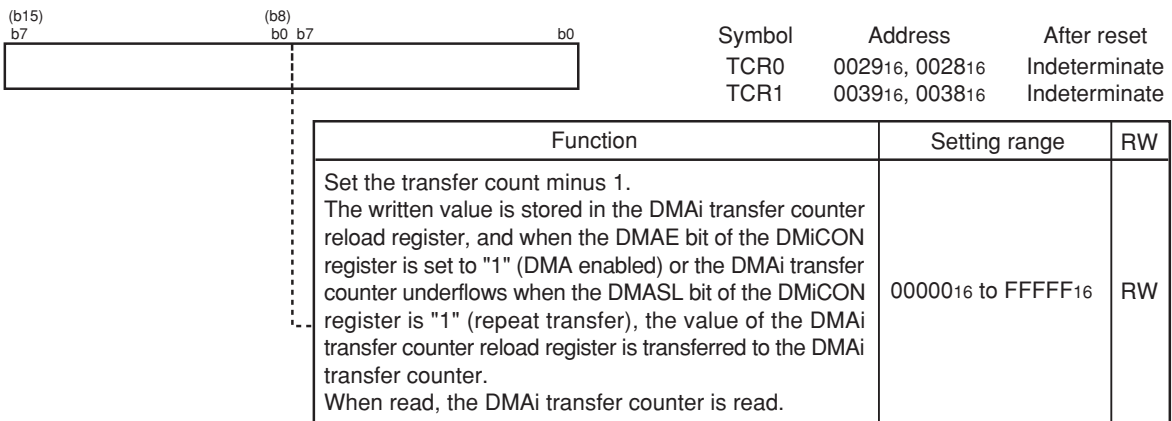 (b15) (b8)
b7 b0 b7 b0
Symbol Address After reset
TCR0 002916, 002816 Indeterminate
TCR1 003916, 003816 Indeterminate
Function Setting range RW
Set the transfer count minus 1.
The written value is stored in the DMAi transfer counter
reload register, and when the DMAE bit of the DMiCON
register is set to "1" (DMA enabled) or the DMAi transfer
counter underflows when the DMASL bit of the DMiCON
register is "1" (repeat transfer), the value of the DMAi
transfer counter reload register is transferred to the DMAi
transfer counter.
When read, the DMAi transfer counter is read.
0000016 to FFFFF16 RW